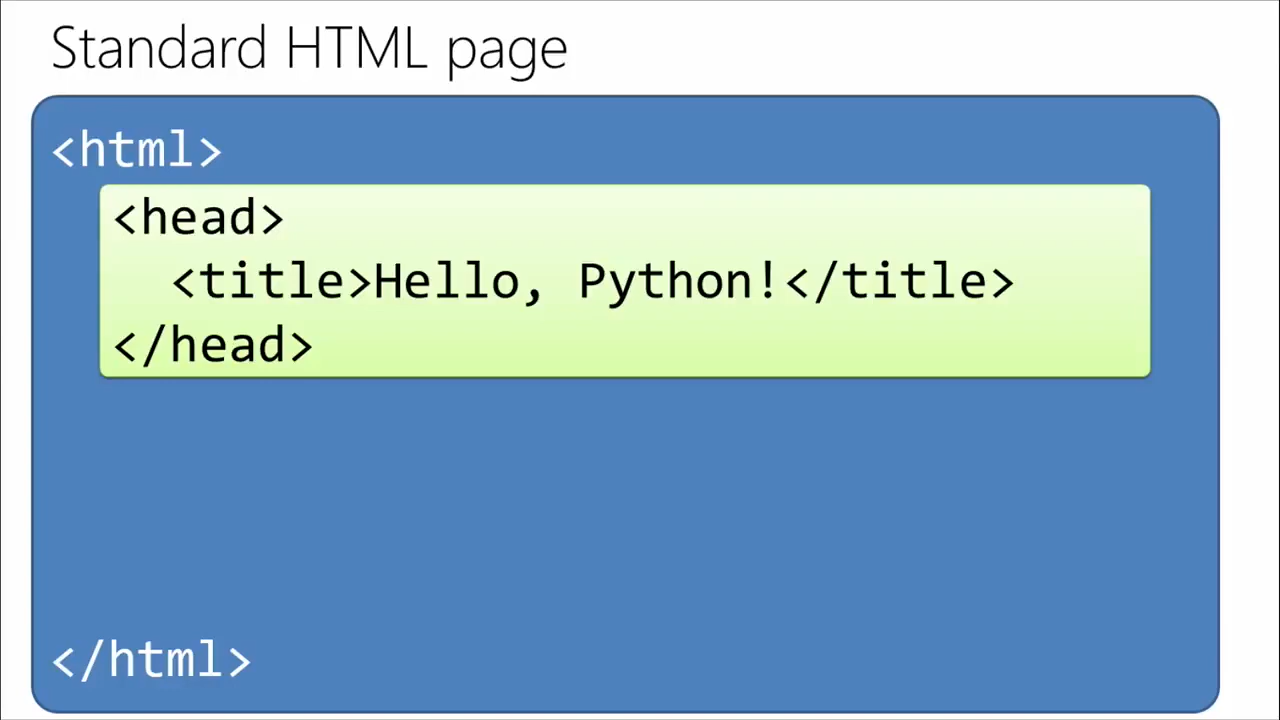 Standard HTML page
<html>
<head>
<title>Hello, Python!</title>
</head>
</html>